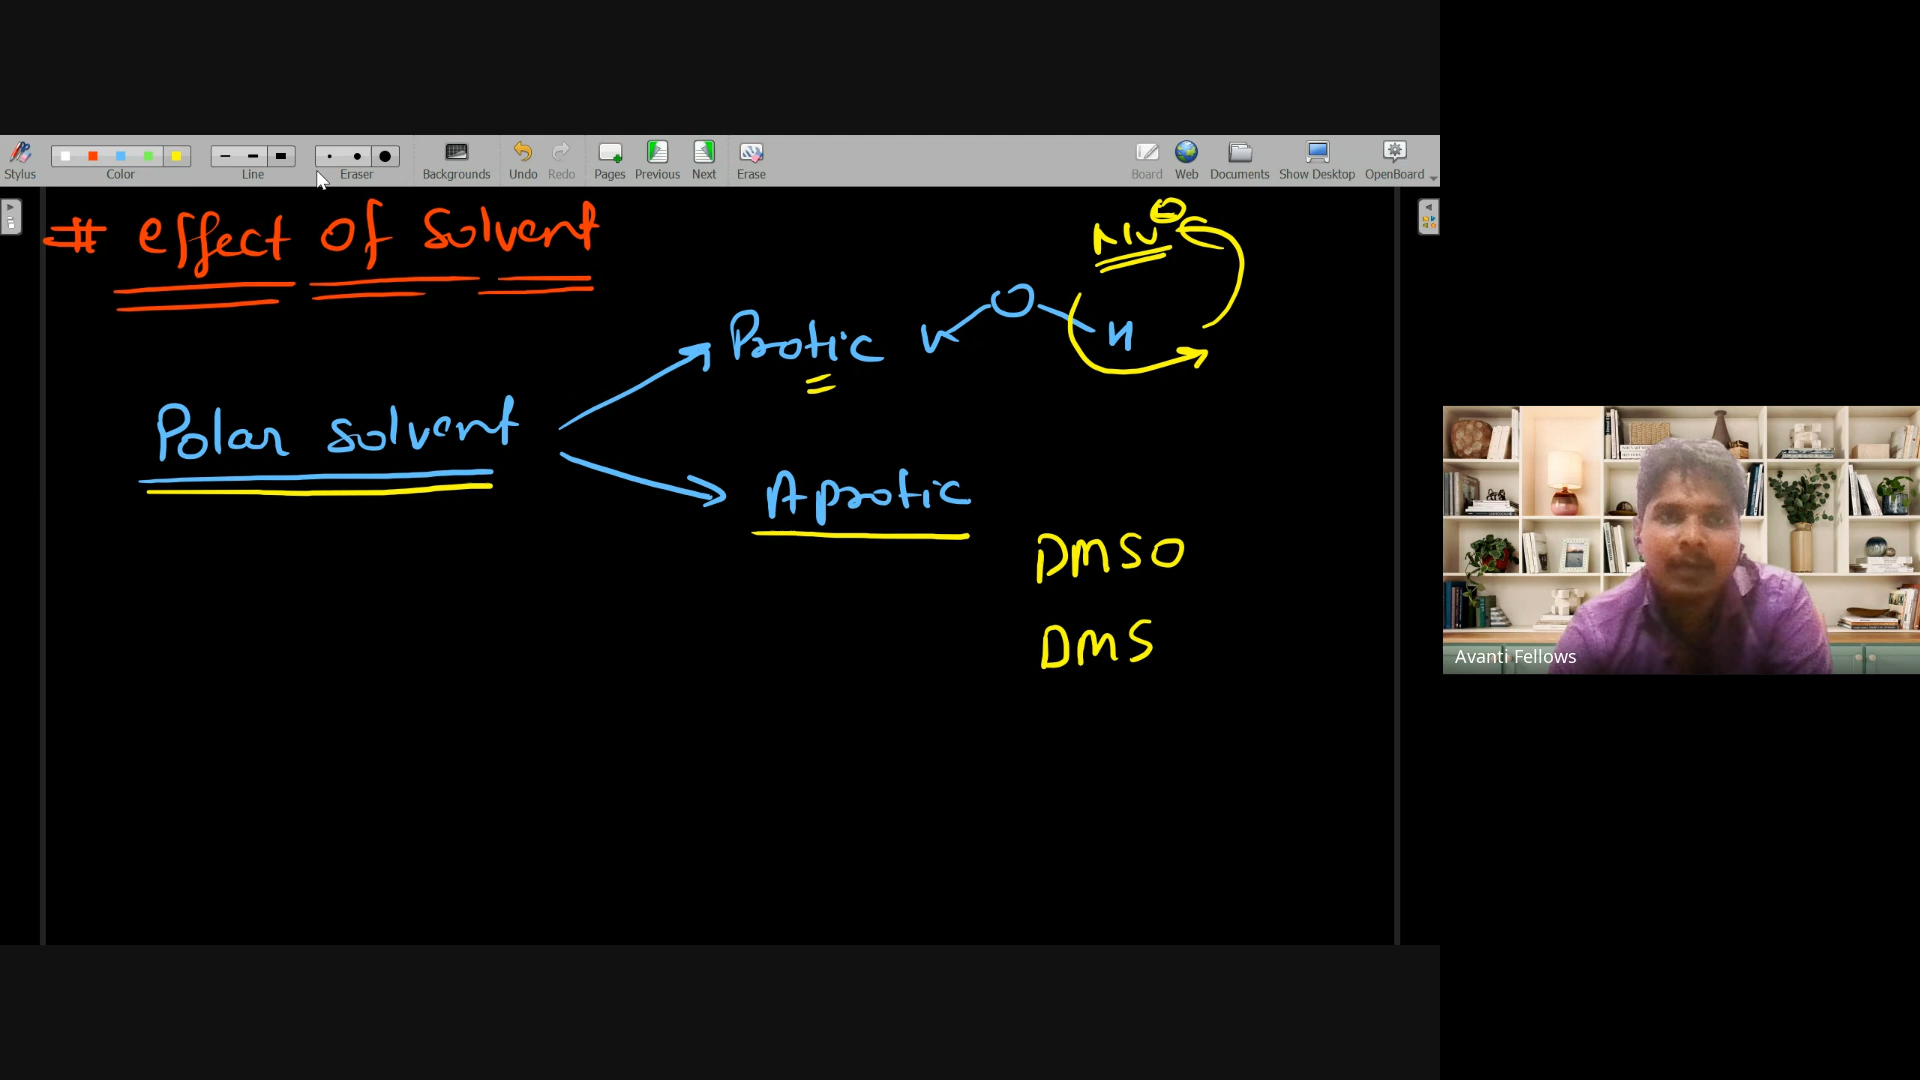 Stylus Color Line Eraser Backgrounds Undo Redo Pages Previous Next Erase Board Web Documents Show Desktop OpenBoard
# effect of solvent
Nu⊖
Protic H O H
Polar solvent
Aprotic
DMSO
DMS
Avanti Fellows